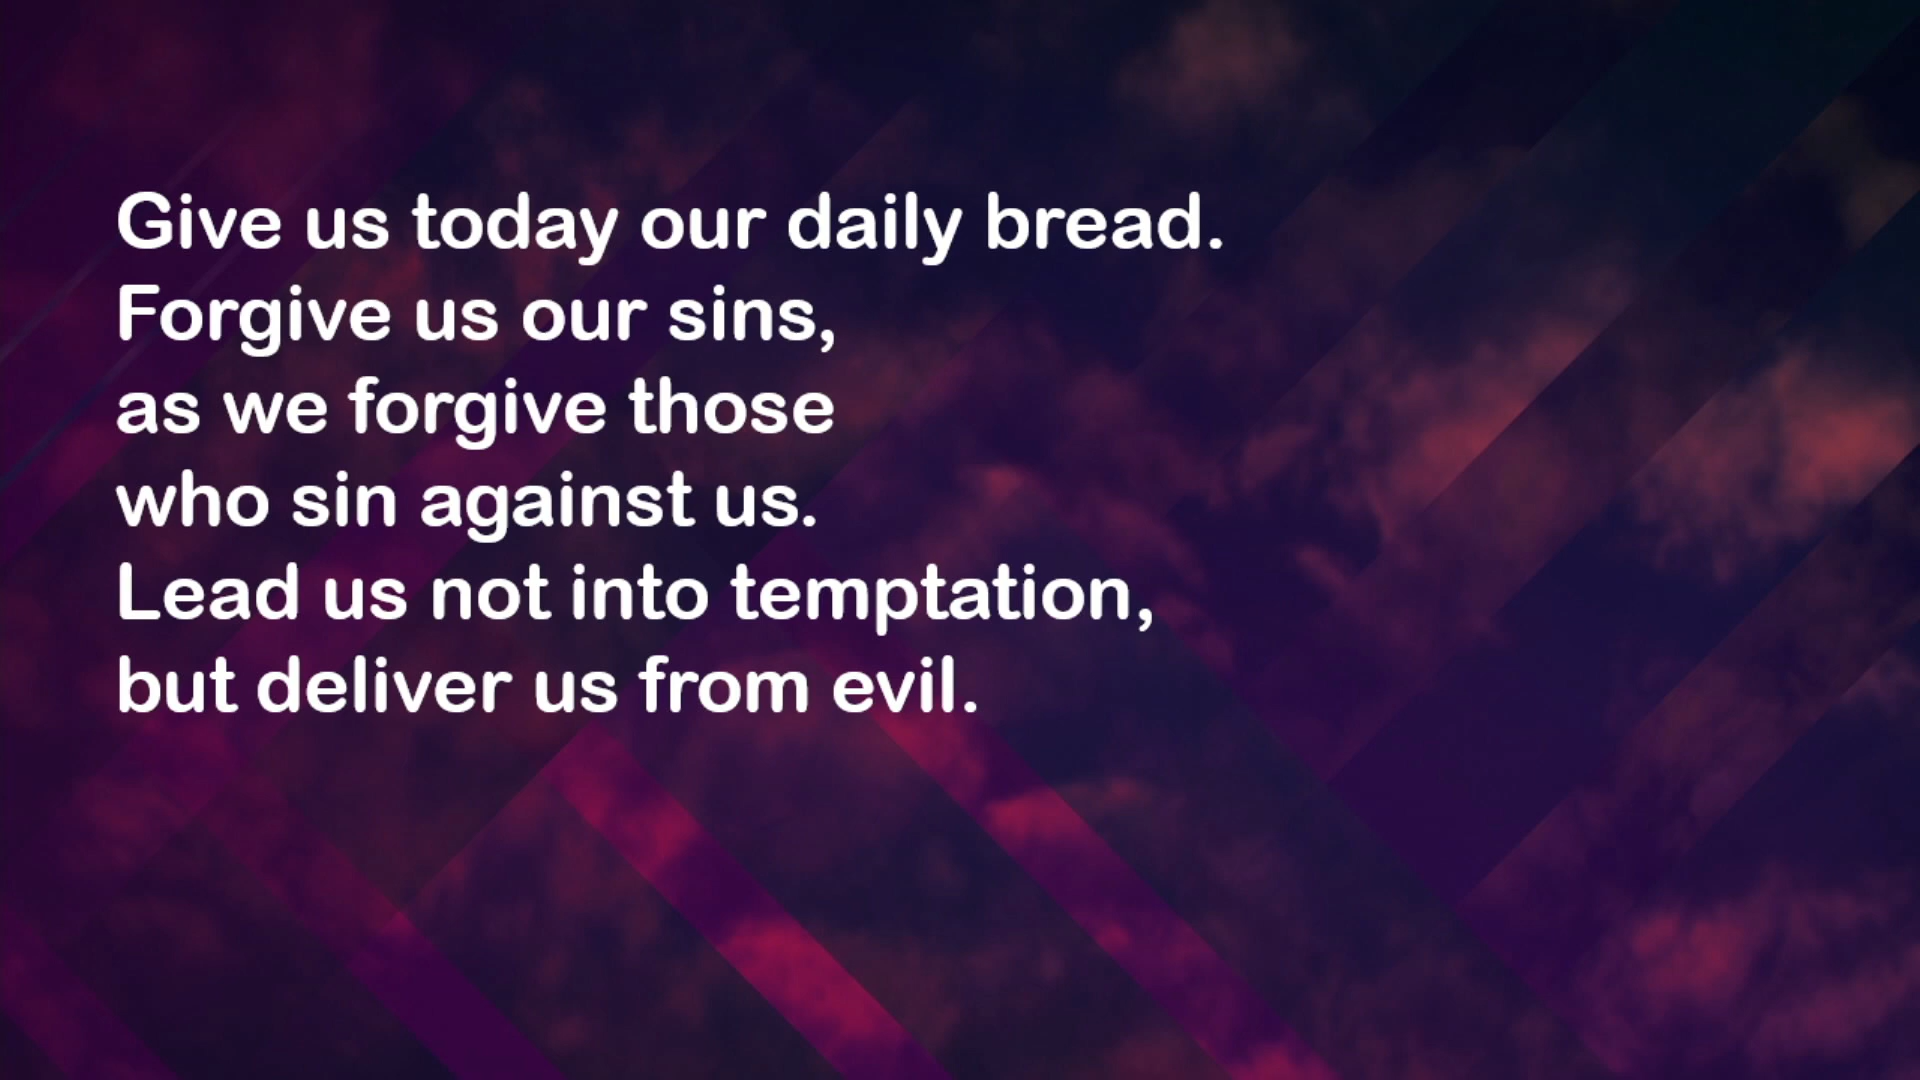 Give us today our daily bread.
Forgive us our sins,
as we forgive those
who sin against us.
Lead us not into temptation,
but deliver us from evil.